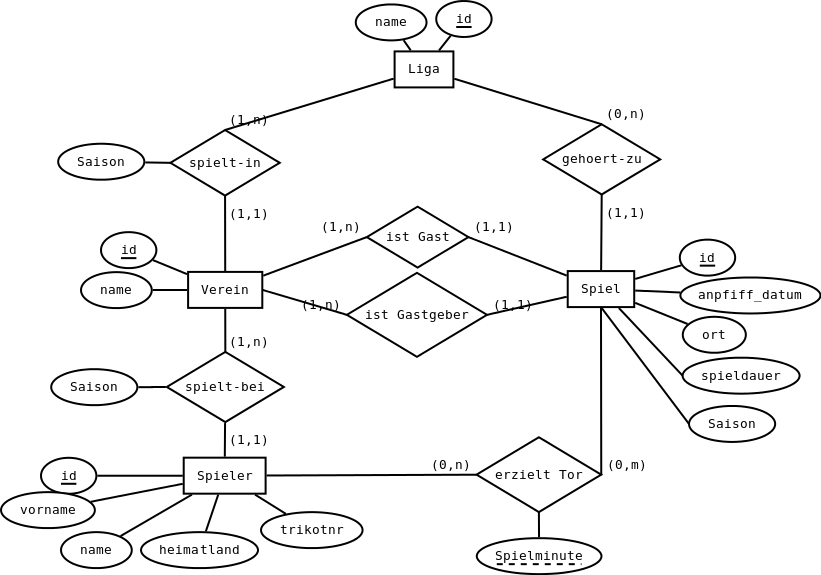 name
id
Liga
(1,n)
(0,n)
Saison
spielt-in
gehoert-zu
(1,1)
(1,1)
(1,n)
(1,1)
ist Gast
id
name
Verein
(1,n)
(1,1)
ist Gastgeber
Spiel
id
anpfiff_datum
ort
spieldauer
Saison
(1,n)
Saison
spielt-bei
(1,1)
(0,n)
(0,m)
id
Spieler
erzielt Tor
vorname
name
heimatland
trikotnr
Spielminute